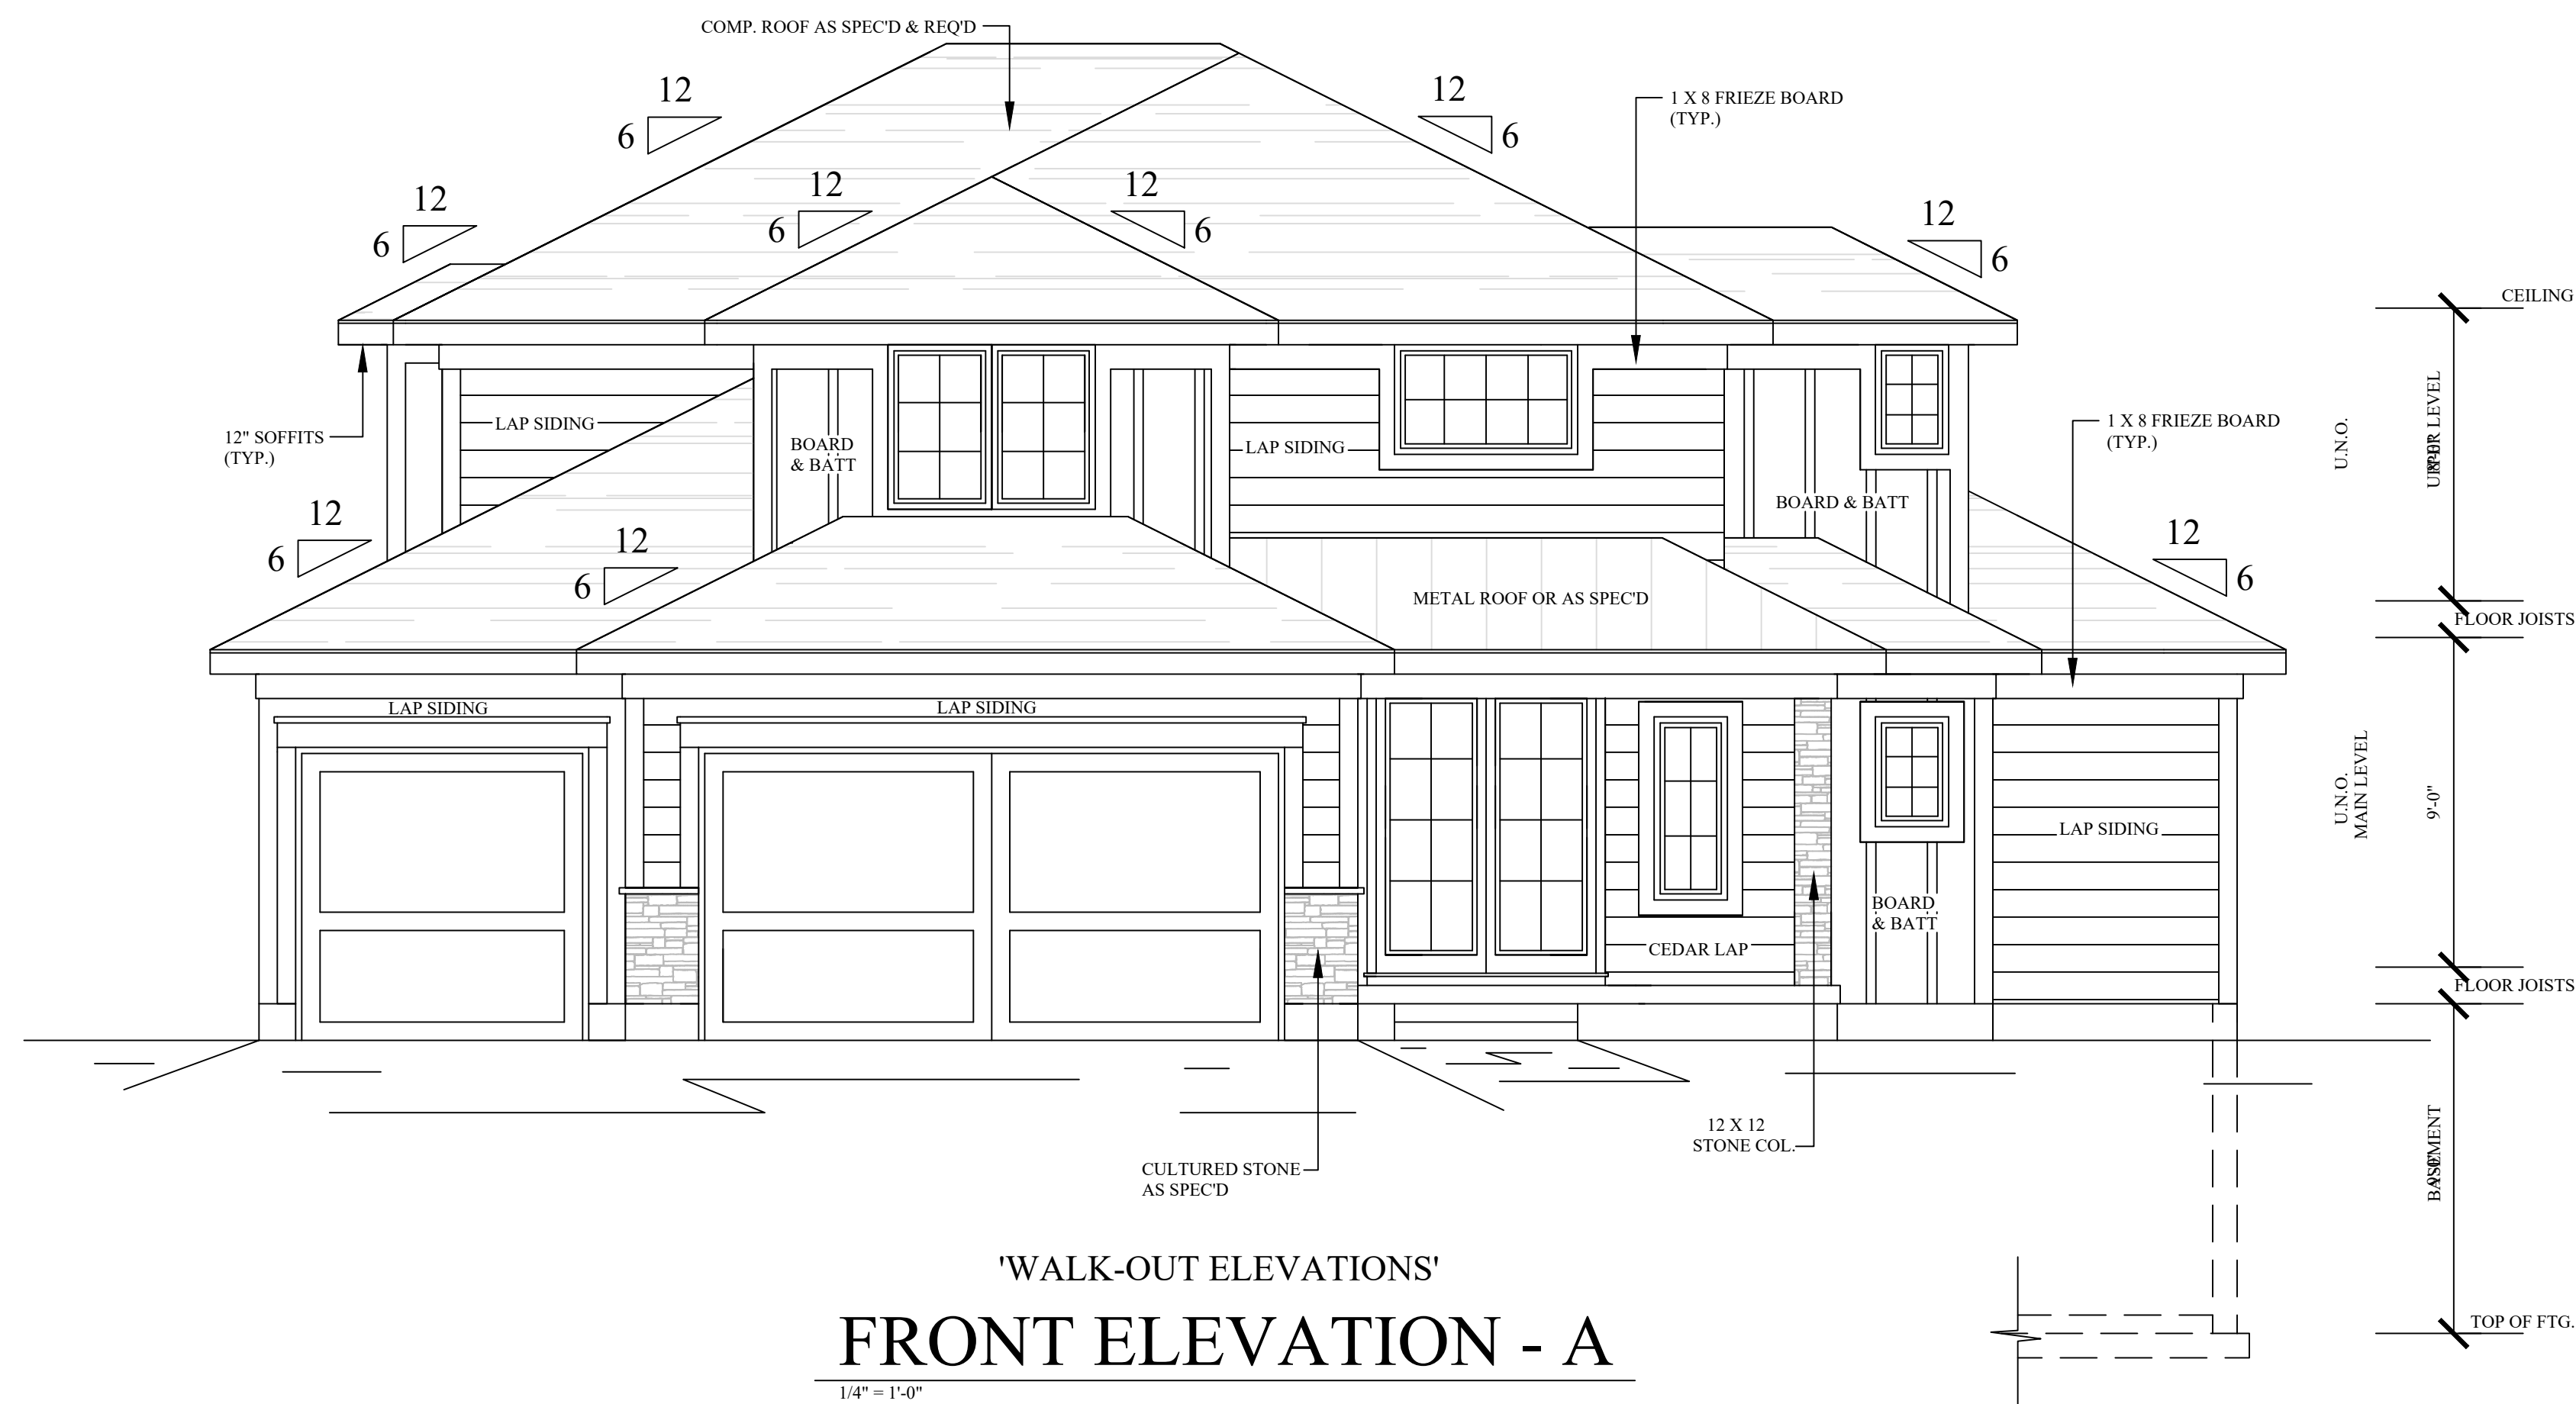 COMP. ROOF AS SPEC'D & REQ'D
12
6
12
6
1 X 8 FRIEZE BOARD
(TYP.)
12
6
12
6
12
6
12
6
CEILING
LAP SIDING
12" SOFFITS
(TYP.)
BOARD
& BATT
LAP SIDING
1 X 8 FRIEZE BOARD
(TYP.)
U.N.O.
UPPER LEVEL
BOARD & BATT
12
6
12
6
12
6
METAL ROOF OR AS SPEC'D
FLOOR JOISTS
LAP SIDING
LAP SIDING
U.N.O.
MAIN LEVEL
9'-0"
LAP SIDING
BOARD
& BATT
CEDAR LAP
FLOOR JOISTS
12 X 12
STONE COL.
CULTURED STONE
AS SPEC'D
BASEMENT
'WALK-OUT ELEVATIONS'
FRONT ELEVATION - A
1/4" = 1'-0"
TOP OF FTG.